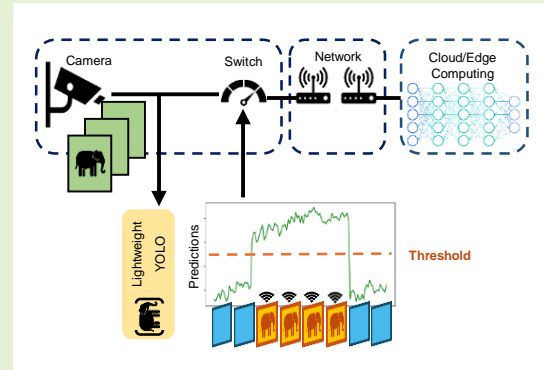 Camera
Switch
Network
Cloud/Edge
Computing
Lightweight
YOLO
Predictions
Threshold